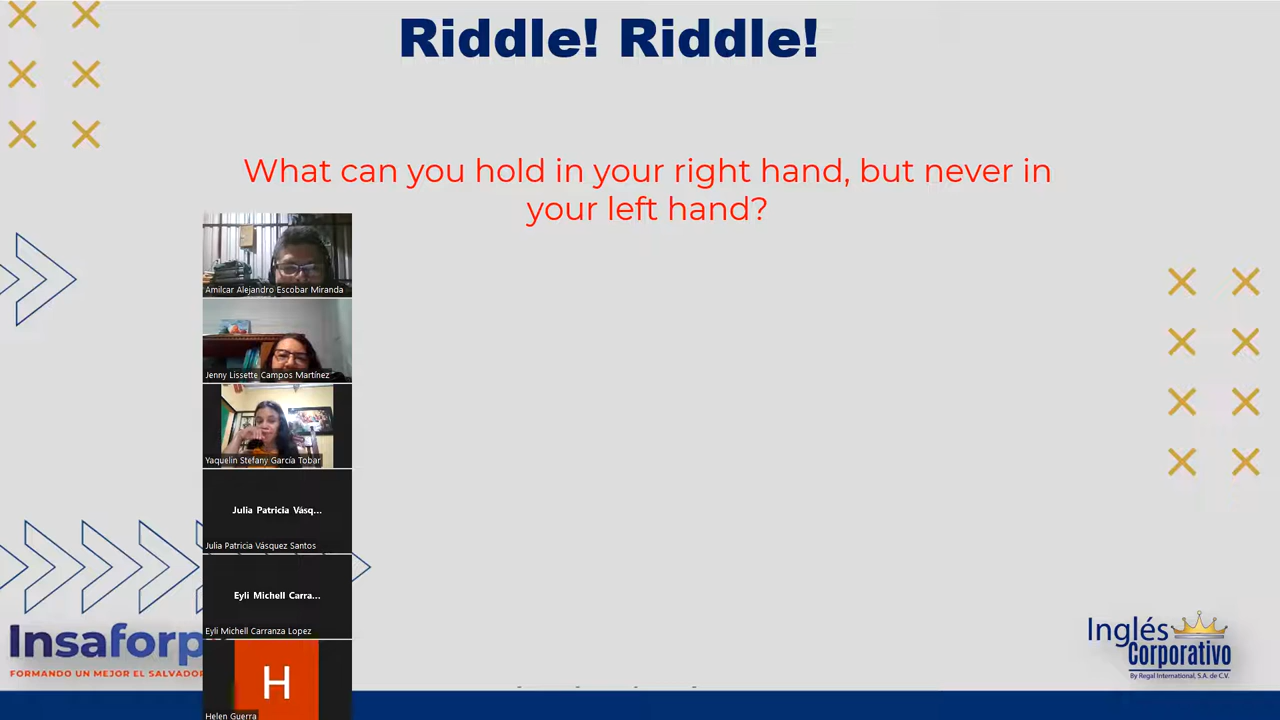 Riddle! Riddle!
What can you hold in your right hand, but never in
your left hand?
Amilcar Alejandro Escobar Miranda
Jenny Lissette Campos Martínez
Yaquelin Stefany García Tobar
Julia Patricia Vásq...
Julia Patricia Vásquez Santos
Eyli Michell Carra...
Eyli Michell Carranza Lopez
H
Helen Guerra
Insaforp
FORMANDO UN MEJOR EL SALVADOR
Inglés
Corporativo
By Regal International, S.A. de C.V.